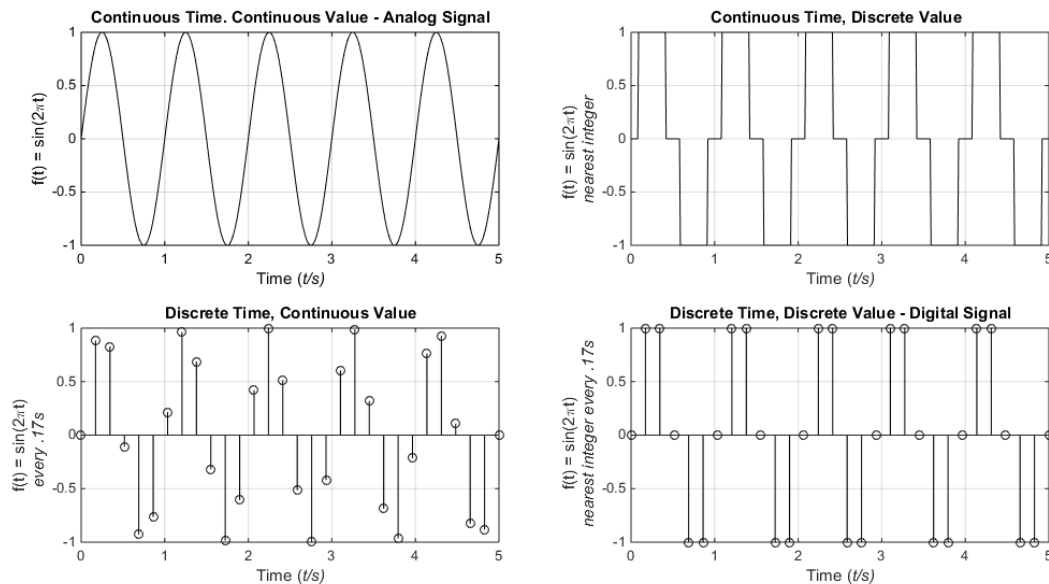 Continuous Time. Continuous Value - Analog Signal
f(t) = sin(2πt)
1
0.5
0
-0.5
-1
0 1 2 3 4 5
Time (t/s)
Continuous Time, Discrete Value
f(t) = sin(2πt)
nearest integer
1
0.5
0
-0.5
-1
0 1 2 3 4 5
Time (t/s)
Discrete Time, Continuous Value
f(t) = sin(2πt)
every .17s
1
0.5
0
-0.5
-1
0 1 2 3 4 5
Time (t/s)
Discrete Time, Discrete Value - Digital Signal
f(t) = sin(2πt)
nearest integer every .17s
1
0.5
0
-0.5
-1
0 1 2 3 4 5
Time (t/s)